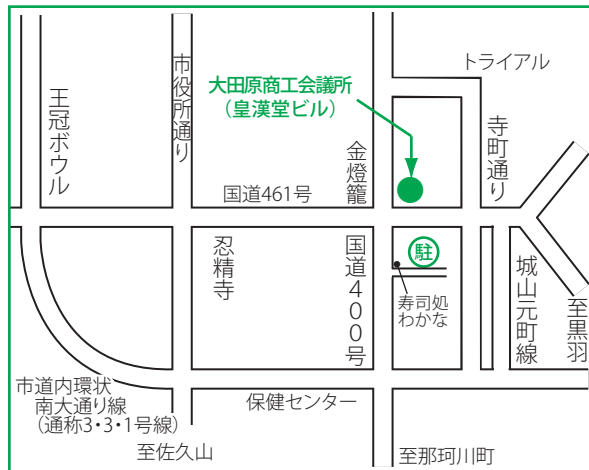 トライアル
大田原商工会議所
(皇漢堂ビル)
市役所通り
王冠ボウル
金燈籠
寺町通り
国道461号
忍精寺
国道400号
駐
寿司処
わかな
城山元町線
至黒羽
市道内環状
南大通り線
(通称3・3・1号線)
保健センター
至佐久山
至那珂川町